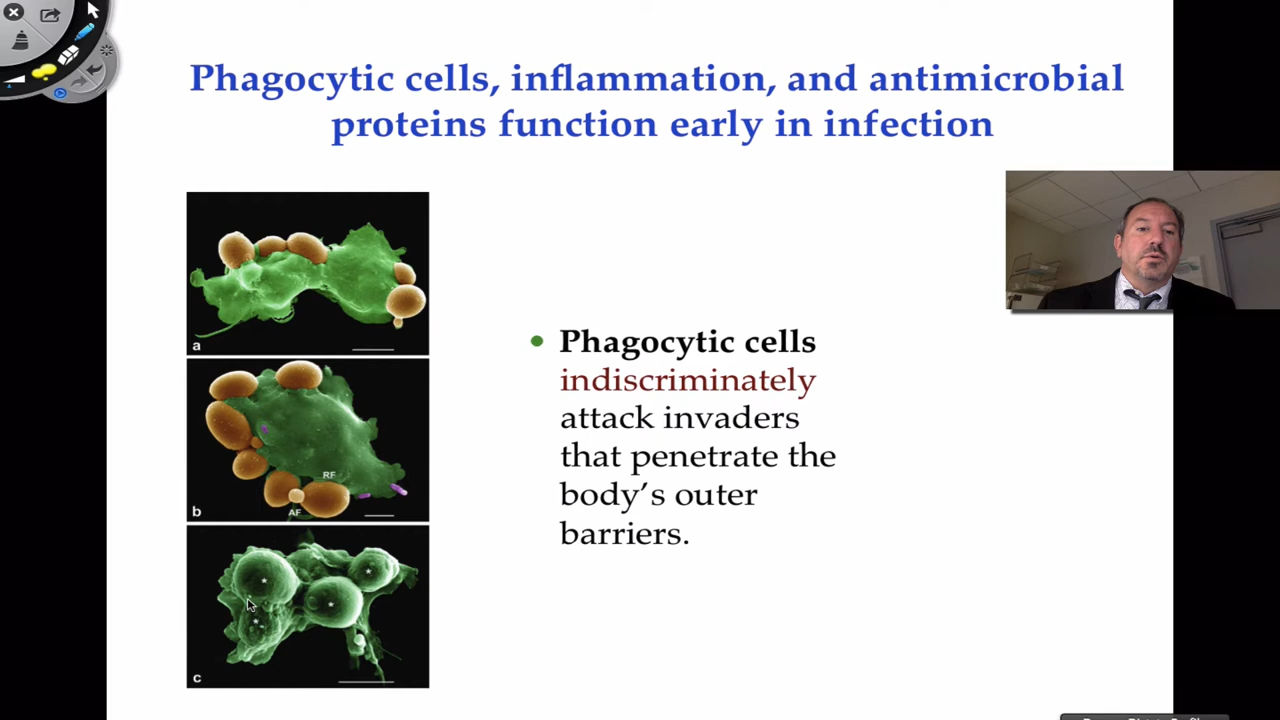 Phagocytic cells, inflammation, and antimicrobial
proteins function early in infection
a
RF
b
AF
c
• Phagocytic cells
indiscriminately
attack invaders
that penetrate the
body’s outer
barriers.